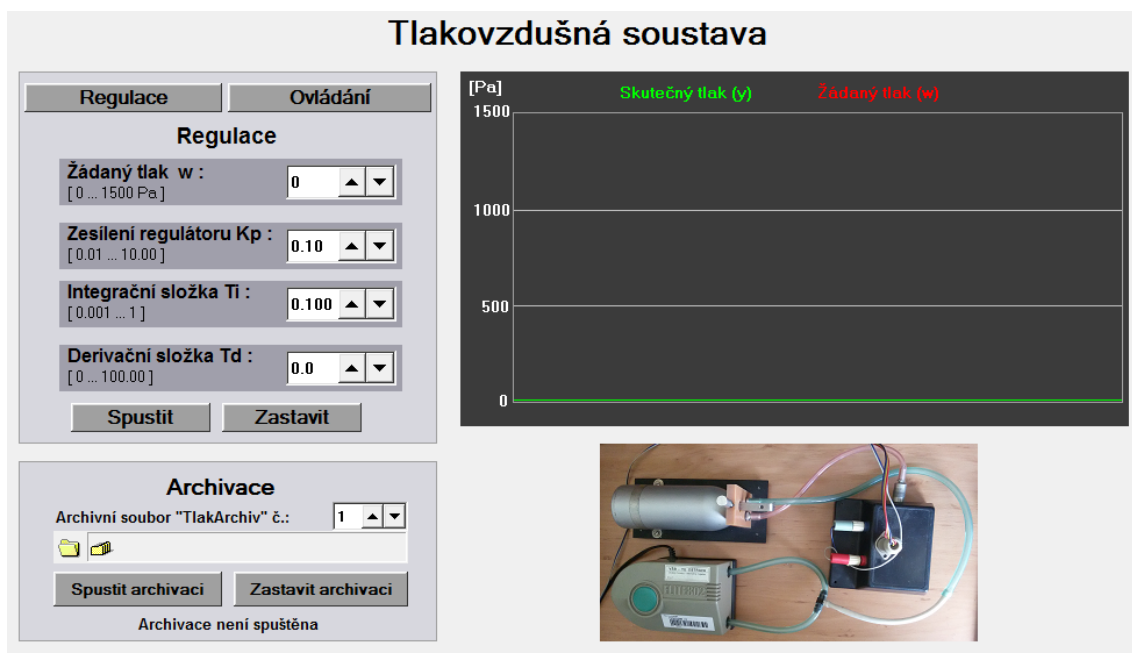 Tlakovzdušná soustava
Regulace
Ovládání
Regulace
Žádaný tlak w :
[ 0 ... 1500 Pa ]
0
Zesílení regulátoru Kp :
[ 0.01 ... 10.00 ]
0.10
Integrační složka Ti :
[ 0.001 ... 1 ]
0.100
Derivační složka Td :
[ 0 ... 100.00 ]
0.0
Spustit
Zastavit
Archivace
Archivní soubor "TlakArchiv" č.:
1
Spustit archivaci
Zastavit archivaci
Archivace není spuštěna
[Pa]
Skutečný tlak (y)
Žádaný tlak (w)
1500
1000
500
0